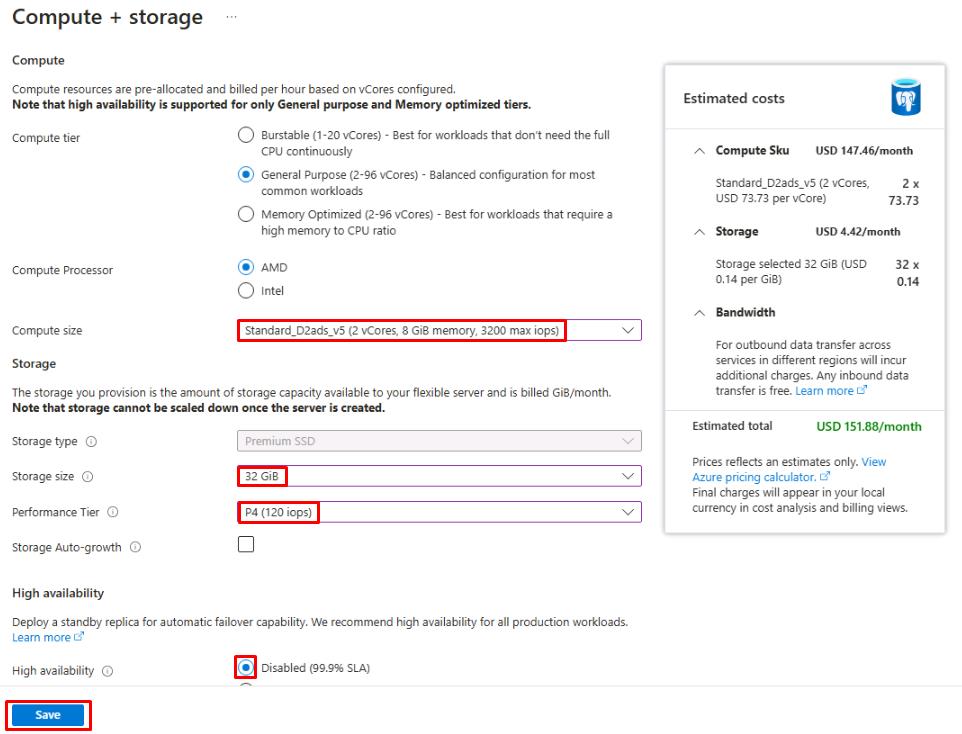 Compute + storage ...
Compute
Compute resources are pre-allocated and billed per hour based on vCores configured.
Note that high availability is supported for only General purpose and Memory optimized tiers.
Compute tier
Burstable (1-20 vCores) - Best for workloads that don't need the full
CPU continuously
General Purpose (2-96 vCores) - Balanced configuration for most
common workloads
Memory Optimized (2-96 vCores) - Best for workloads that require a
high memory to CPU ratio
Compute Processor
AMD
Intel
Compute size
Standard_D2ads_v5 (2 vCores, 8 GiB memory, 3200 max iops)
Storage
The storage you provision is the amount of storage capacity available to your flexible server and is billed GiB/month.
Note that storage cannot be scaled down once the server is created.
Storage type
Premium SSD
Storage size
32 GiB
Performance Tier
P4 (120 iops)
Storage Auto-growth
High availability
Deploy a standby replica for automatic failover capability. We recommend high availability for all production workloads.
Learn more
High availability
Disabled (99.9% SLA)
Save
Estimated costs
Compute Sku USD 147.46/month
Standard_D2ads_v5 (2 vCores, 2 x
USD 73.73 per vCore) 73.73
Storage USD 4.42/month
Storage selected 32 GiB (USD 32 x
0.14 per GiB) 0.14
Bandwidth
For outbound data transfer across
services in different regions will incur
additional charges. Any inbound data
transfer is free. Learn more
Estimated total USD 151.88/month
Prices reflect an estimates only. View
Azure pricing calculator.
Final charges will appear in your local
currency in cost analysis and billing views.